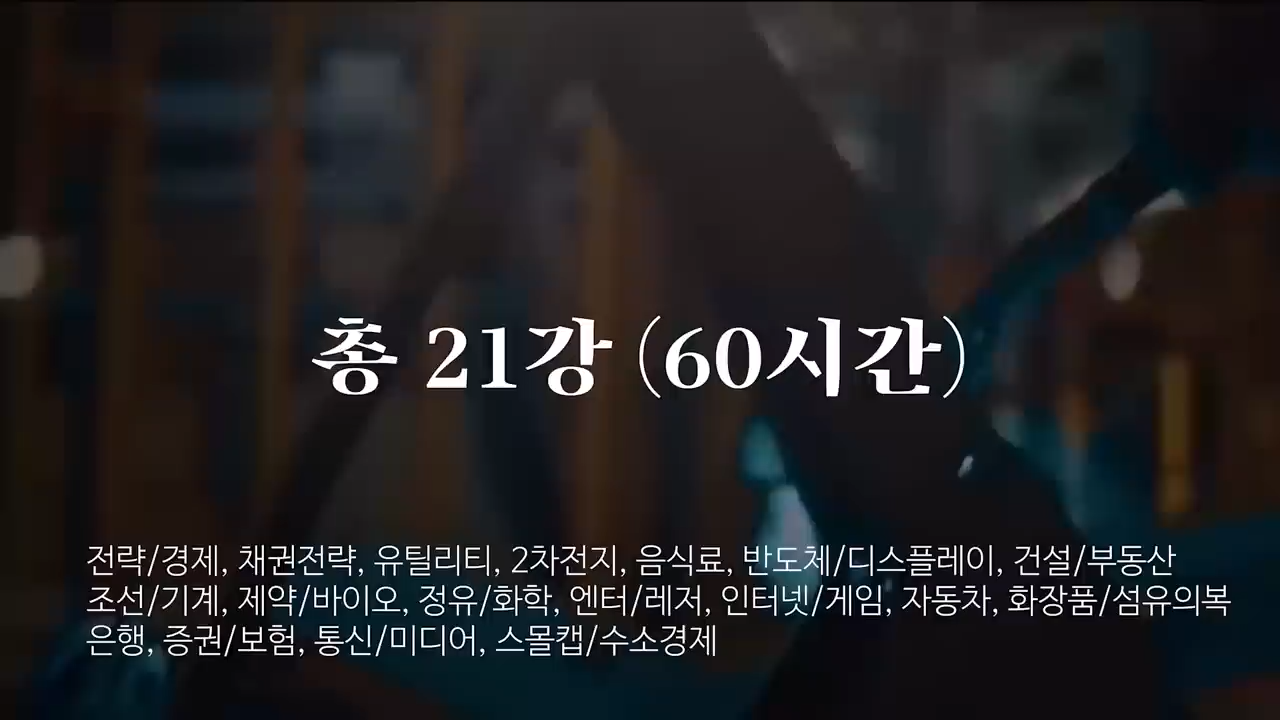 총 21강 (60시간)
전략/경제, 채권전략, 유틸리티, 2차전지, 음식료, 반도체/디스플레이, 건설/부동산
조선/기계, 제약/바이오, 정유/화학, 엔터/레저, 인터넷/게임, 자동차, 화장품/섬유의복
은행, 증권/보험, 통신/미디어, 스몰캡/수소경제